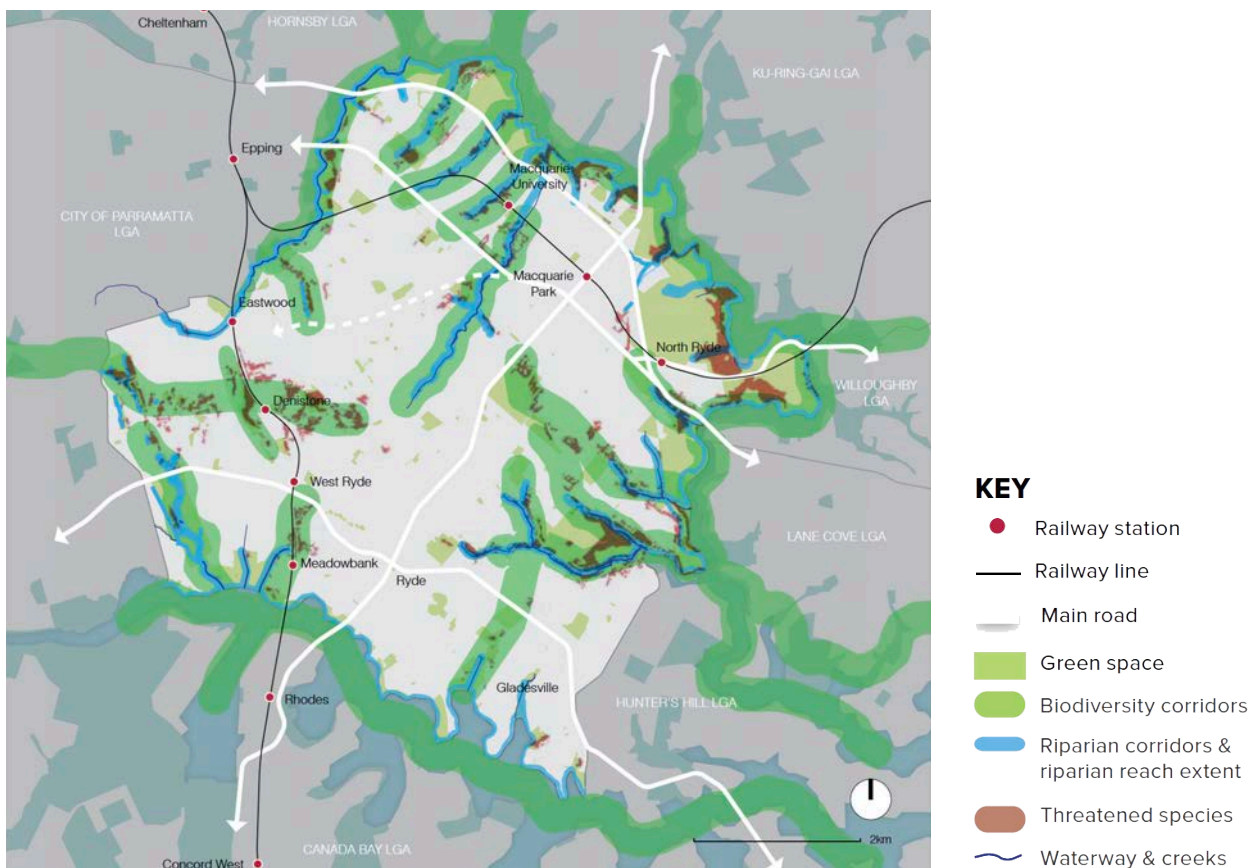 Cheltenham
HORNSBY LGA
KU-RING-GAI LGA
Epping
Macquarie
University
CITY OF PARRAMATTA
LGA
Macquarie
Park
Eastwood
North Ryde
WILLOUGHBY
LGA
Denistone
West Ryde
LANE COVE LGA
Meadowbank
Ryde
Gladesville
Rhodes
HUNTER'S HILL LGA
2km
CANADA BAY LGA
Concord West
KEY
Railway station
Railway line
Main road
Green space
Biodiversity corridors
Riparian corridors &
riparian reach extent
Threatened species
Waterway & creeks